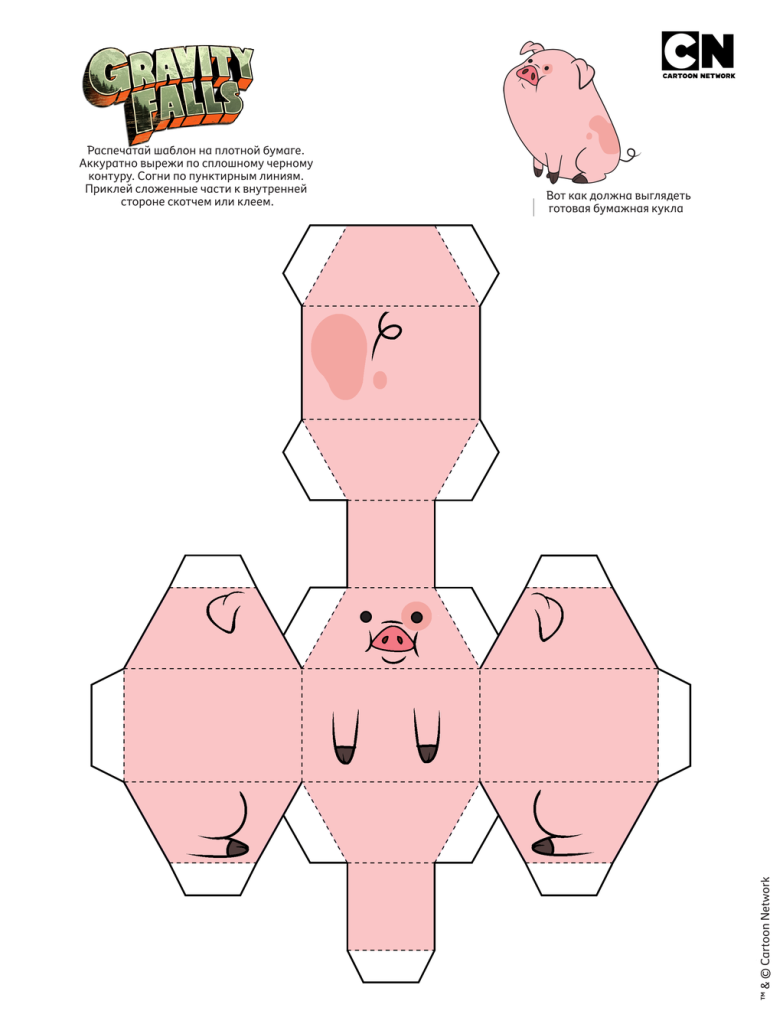 GRAVITY
FALLS
CN
CARTOON NETWORK
Распечатай шаблон на плотной бумаге.
Аккуратно вырежи по сплошному черному
контуру. Согни по пунктирным линиям.
Приклей сложенные части к внутренней
стороне скотчем или клеем.
Вот как должна выглядеть
готовая бумажная кукла
™ & © Cartoon Network